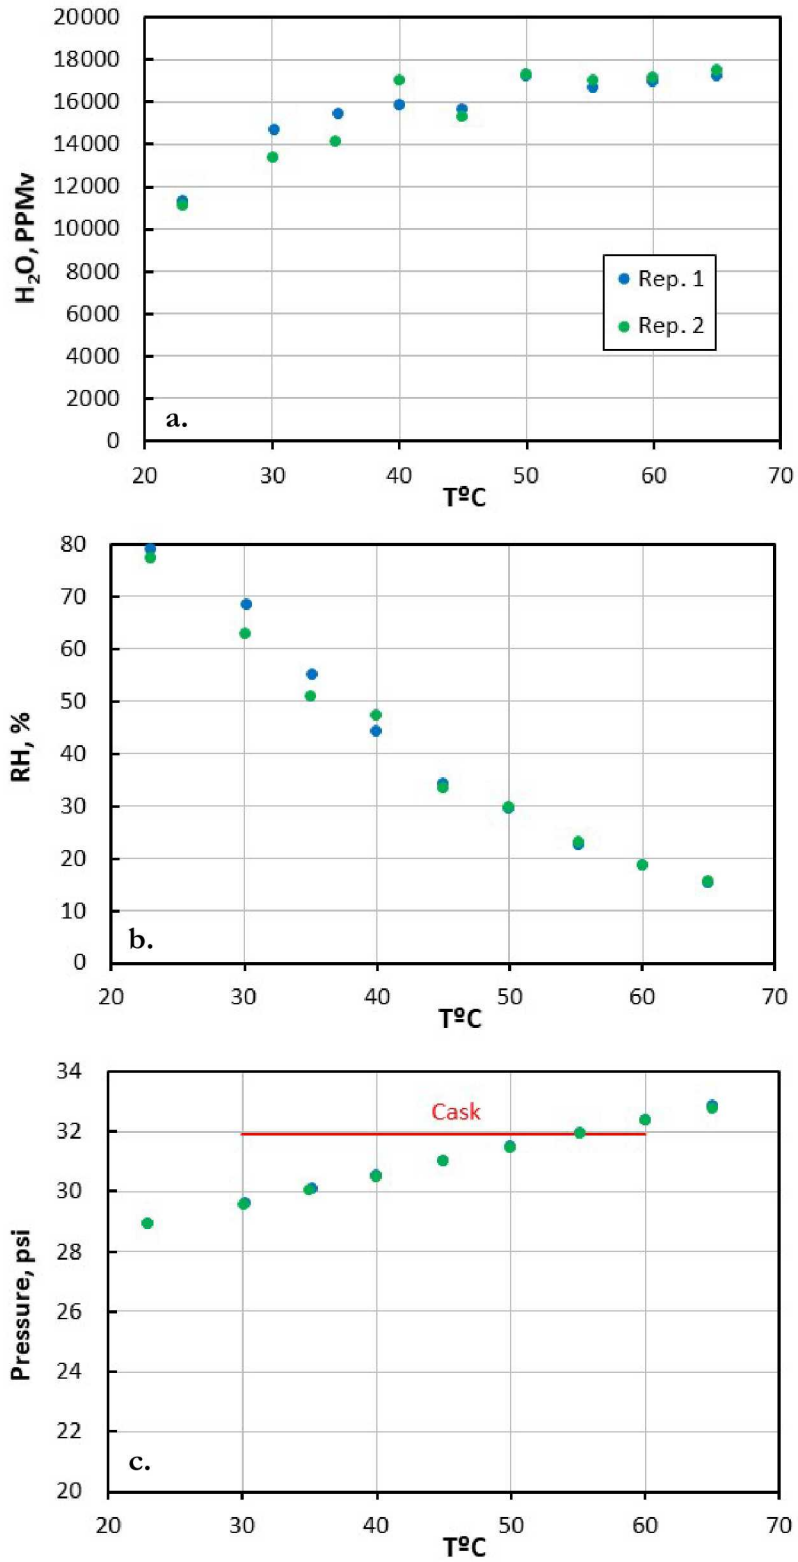 20000
18000
16000
14000
12000
10000
8000
6000
4000
2000
0
H₂O, PPMv
Rep. 1
Rep. 2
a.
20 30 40 50 60 70
TºC
80
70
60
50
40
30
20
10
0
RH, %
b.
20 30 40 50 60 70
TºC
34
32
30
28
26
24
22
20
Pressure, psi
Cask
c.
20 30 40 50 60 70
TºC